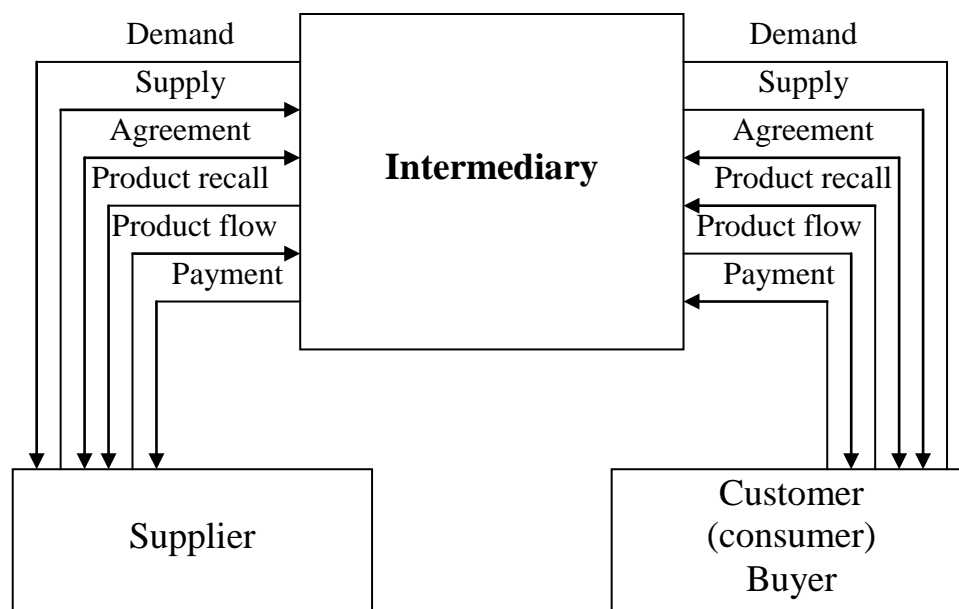 Demand
Supply
Agreement
Product recall
Product flow
Payment
Intermediary
Demand
Supply
Agreement
Product recall
Product flow
Payment
Supplier
Customer
(consumer)
Buyer